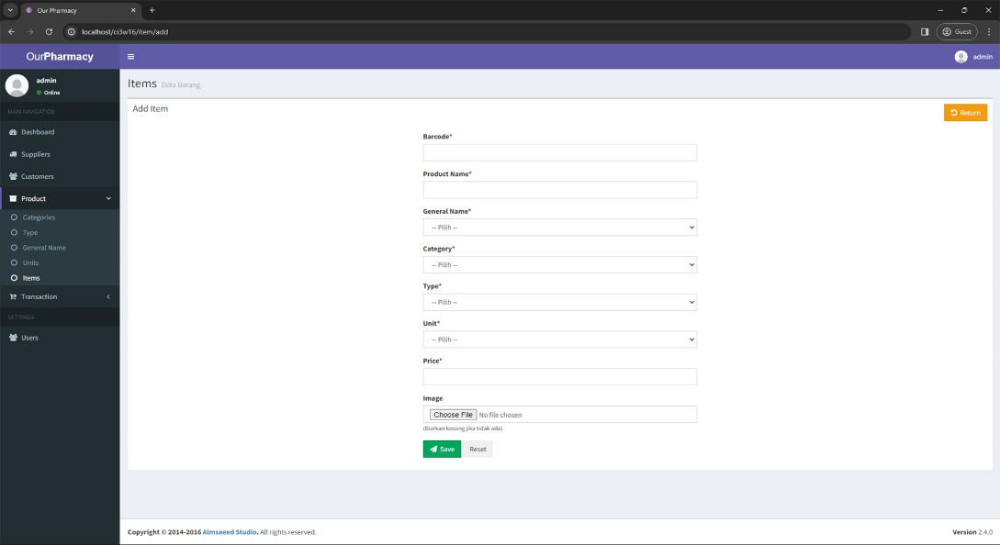 Our Pharmacy
localhost/ci3w16/item/add
Guest
OurPharmacy
admin
admin
Online
MAIN NAVIGATION
Dashboard
Suppliers
Customers
Product
Categories
Type
General Name
Units
Items
Transaction
SETTINGS
Users
Items Data Barang
Add Item
Return
Barcode*
Product Name*
General Name*
-- Pilih --
Category*
-- Pilih --
Type*
-- Pilih --
Unit*
-- Pilih --
Price*
Image
Choose File No file chosen
(Biarkan kosong jika tidak ada)
Save Reset
Copyright © 2014-2016 Almsaeed Studio. All rights reserved.
Version 2.4.0